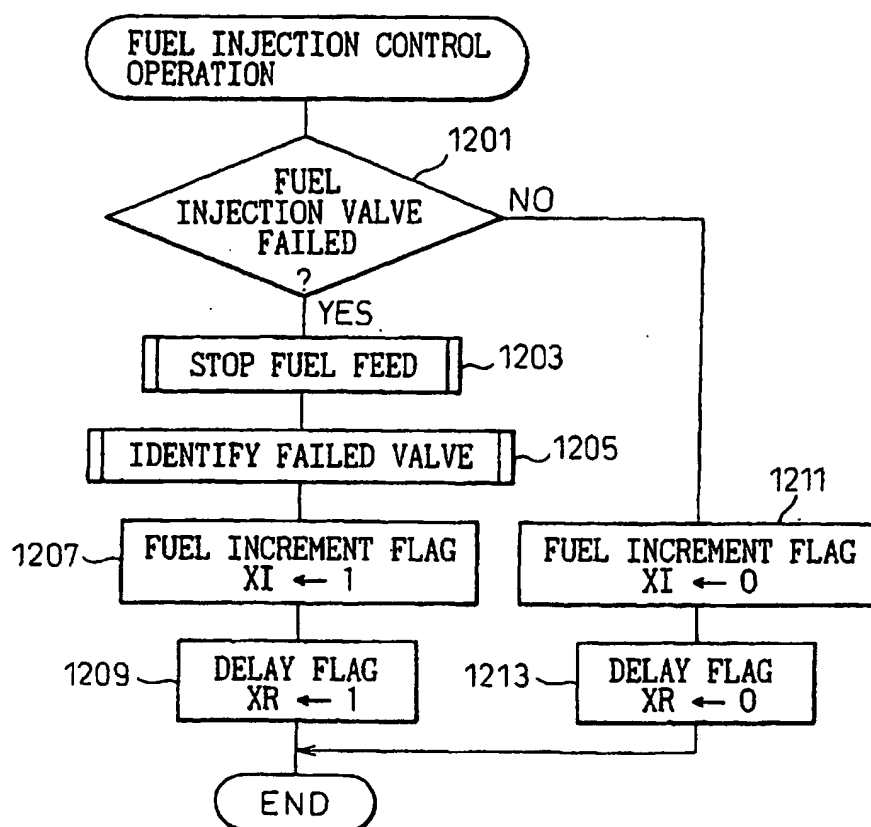 FUEL INJECTION CONTROL
OPERATION
1201
FUEL
INJECTION VALVE
FAILED
?
NO
YES
STOP FUEL FEED
1203
IDENTIFY FAILED VALVE
1205
1207
FUEL INCREMENT FLAG
XI ← 1
1211
FUEL INCREMENT FLAG
XI ← 0
1209
DELAY FLAG
XR ← 1
1213
DELAY FLAG
XR ← 0
END